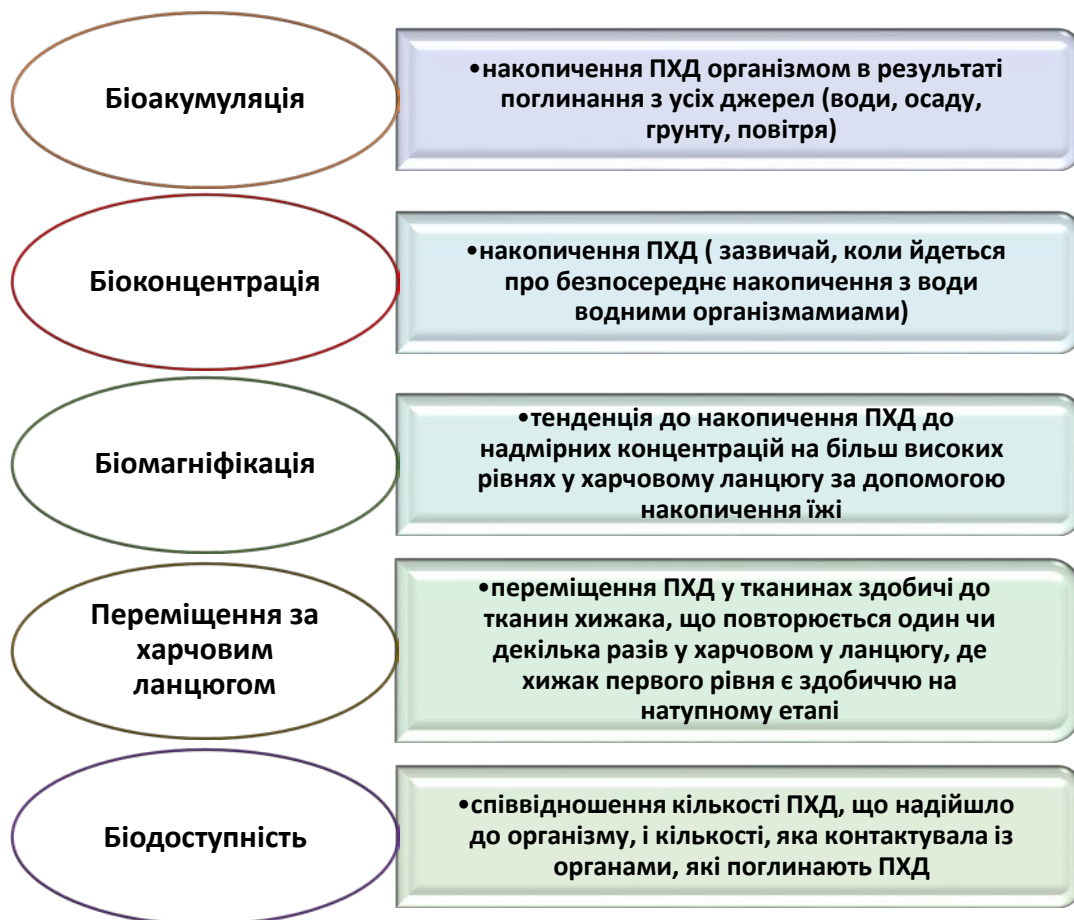 Біоакумуляція
•накопичення ПХД організмом в результаті
поглинання з усіх джерел (води, осаду,
грунту, повітря)
Біоконцентрація
•накопичення ПХД ( зазвичай, коли йдеться
про безпосереднє накопичення з води
водними організмамиами)
Біомагніфікація
•тенденція до накопичення ПХД до
надмірних концентрацій на більш високих
рівнях у харчовому ланцюгу за допомогою
накопичення їжі
Переміщення за
харчовим
ланцюгом
•переміщення ПХД у тканинах здобичі до
тканин хижака, що повторюється один чи
декілька разів у харчовом у ланцюгу, де
хижак первого рівня є здобиччю на
натупному етапі
Біодоступність
•співвідношення кількості ПХД, що надійшло
до організму, і кількості, яка контактувала із
органами, які поглинають ПХД